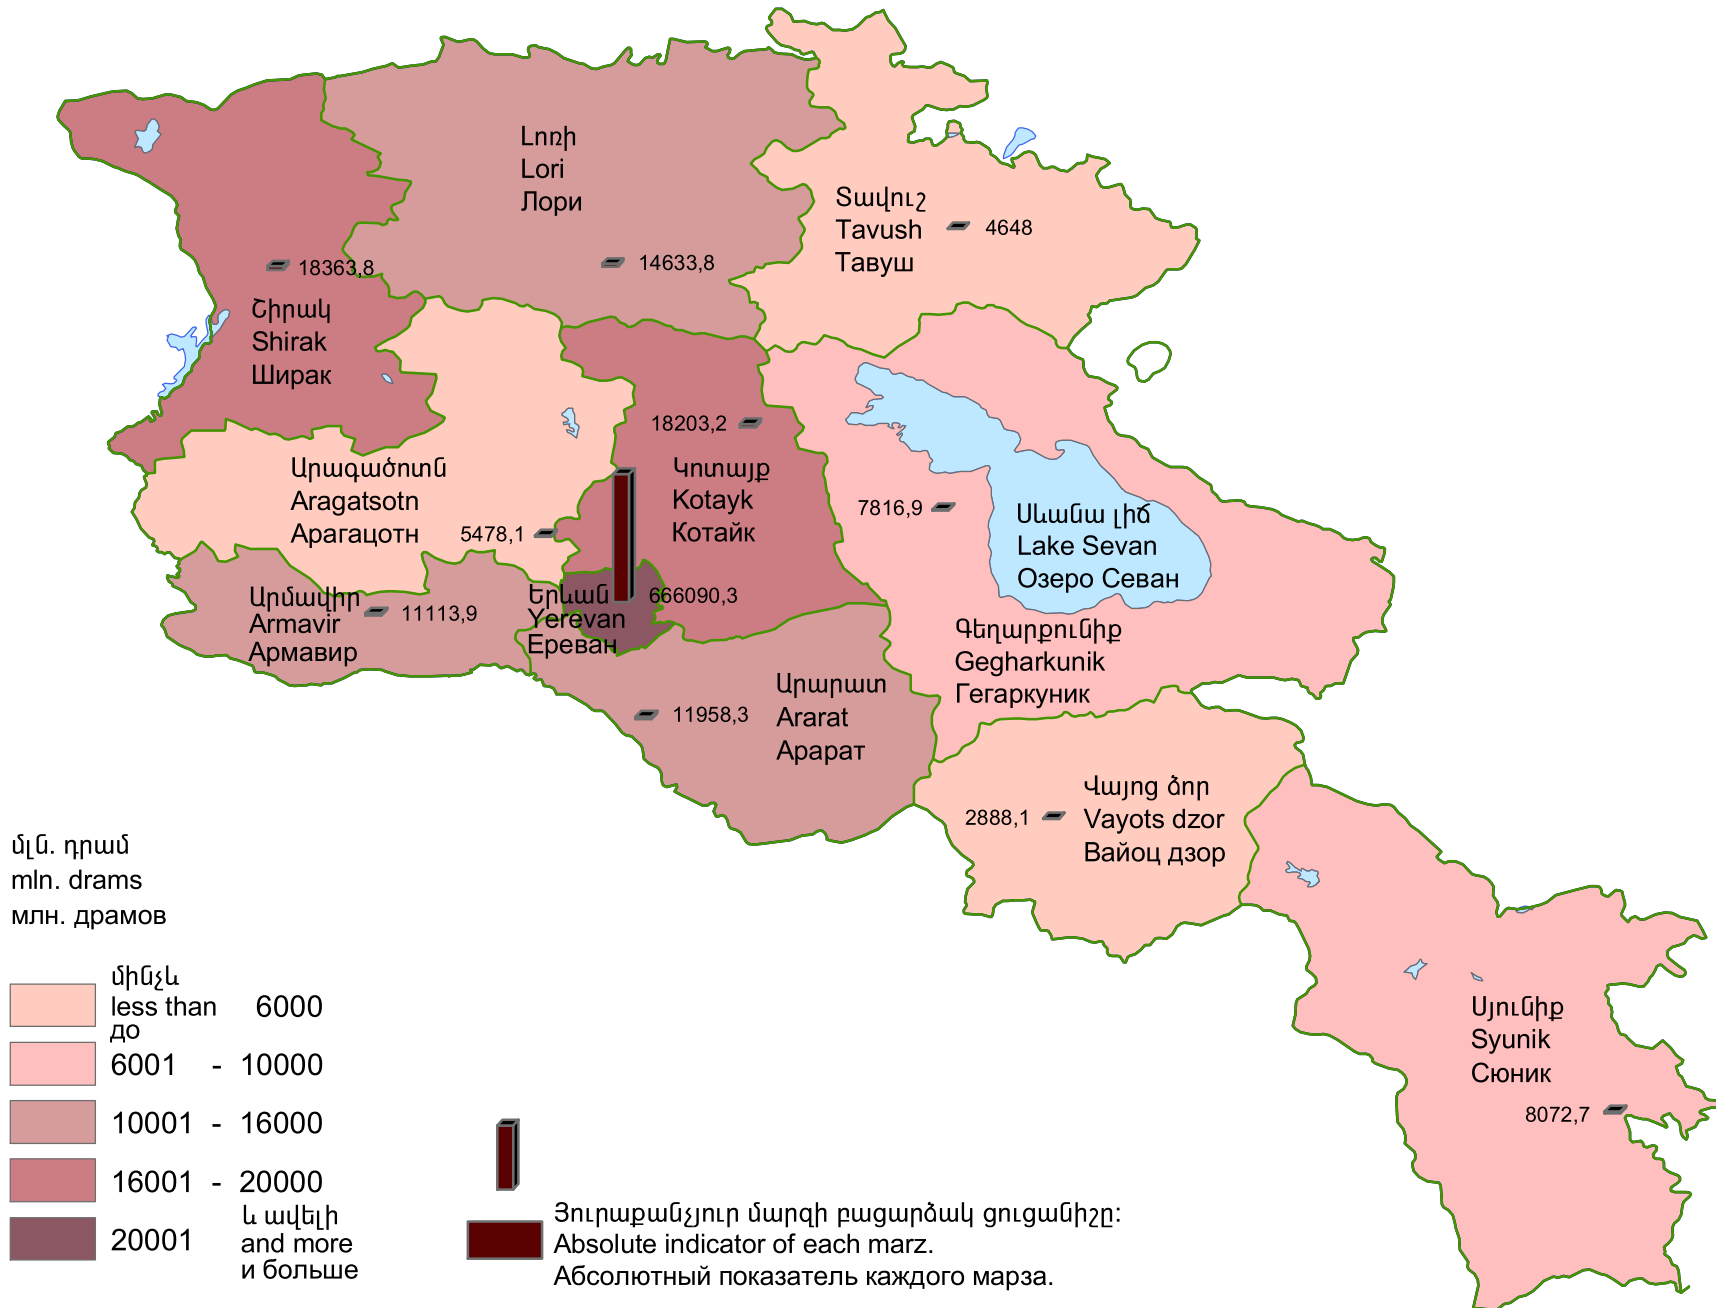 Լոռի
Lori
Лори
14633,8
Տավուշ
Tavush
Тавуш
4648
18363,8
Շիրակ
Shirak
Ширак
18203,2
Կոտայք
Kotayk
Котайк
Արագածոտն
Aragatsotn
Арагацотн
5478,1
7816,9
Սևանա լիճ
Lake Sevan
Озеро Севан
Գեղարքունիք
Gegharkunik
Гегаркуник
Արմավիր
Armavir
Армавир
11113,9
Երևան
Yerevan
Ереван
666090,3
Արարատ
Ararat
Арарат
11958,3
Վայոց ձոր
Vayots dzor
Вайоц дзор
2888,1
Սյունիք
Syunik
Сюник
8072,7
մլն. դրամ
mln. drams
млн. драмов
մինչև
less than 6000
до
6001 - 10000
10001 - 16000
16001 - 20000
և ավելի
20001 and more
и больше
Յուրաքանչյուր մարզի բացարձակ ցուցանիշը:
Absolute indicator of each marz.
Абсолютный показатель каждого марза.